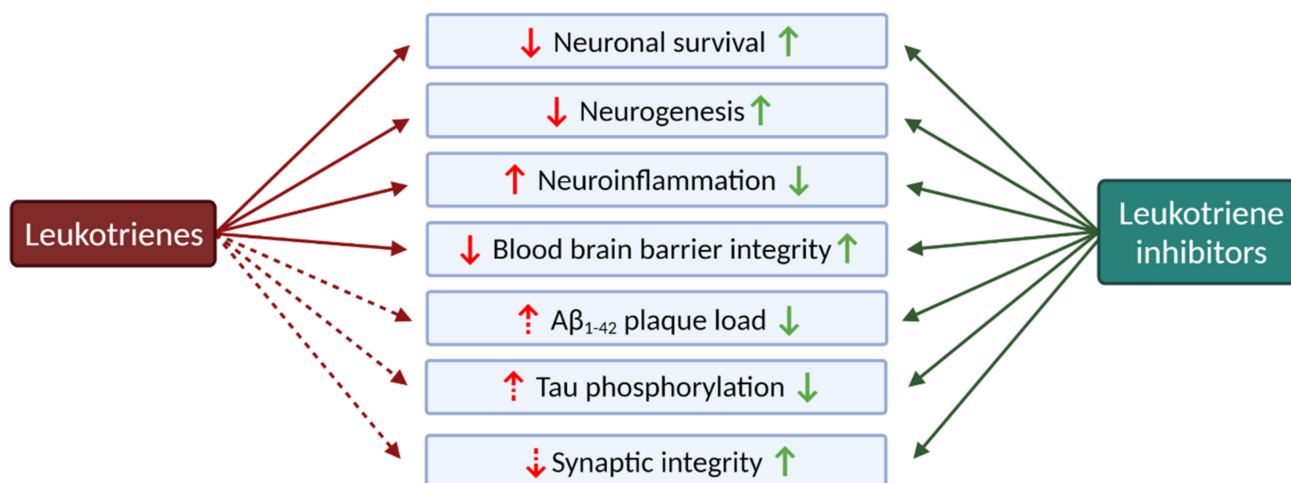 Neuronal survival
Neurogenesis
Neuroinflammation
Leukotrienes
Blood brain barrier integrity
Leukotriene
inhibitors
Aβ1-42 plaque load
Tau phosphorylation
Synaptic integrity